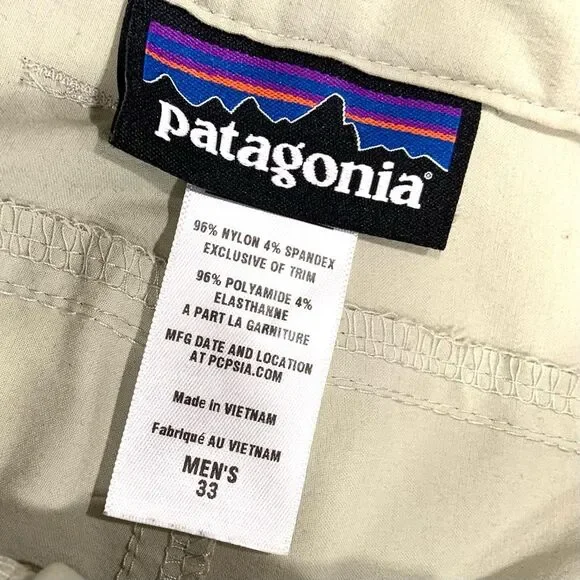 patagonia®
96% NYLON 4% SPANDEX
EXCLUSIVE OF TRIM
96% POLYAMIDE 4%
ELASTHANNE
A PART LA GARNITURE
MFG DATE AND LOCATION
AT PCPSIA.COM
Made in VIETNAM
Fabriqué AU VIETNAM
MEN'S
33